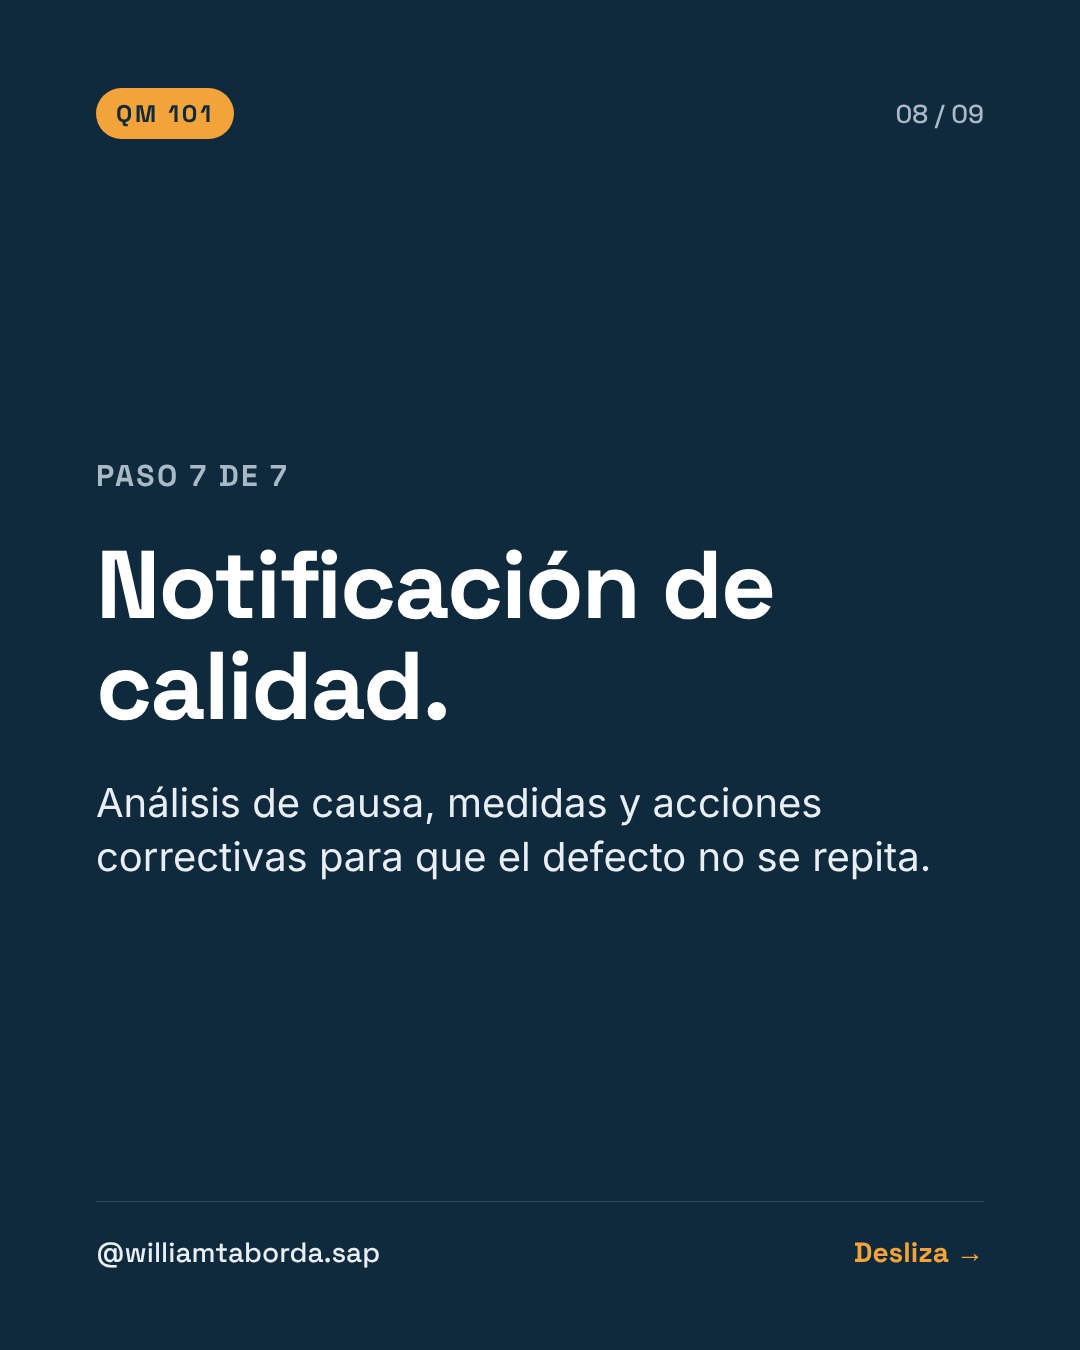 QM 101
08 / 09
PASO 7 DE 7
Notificación de
calidad.
Análisis de causa, medidas y acciones
correctivas para que el defecto no se repita.
@williamtaborda.sap
Desliza →